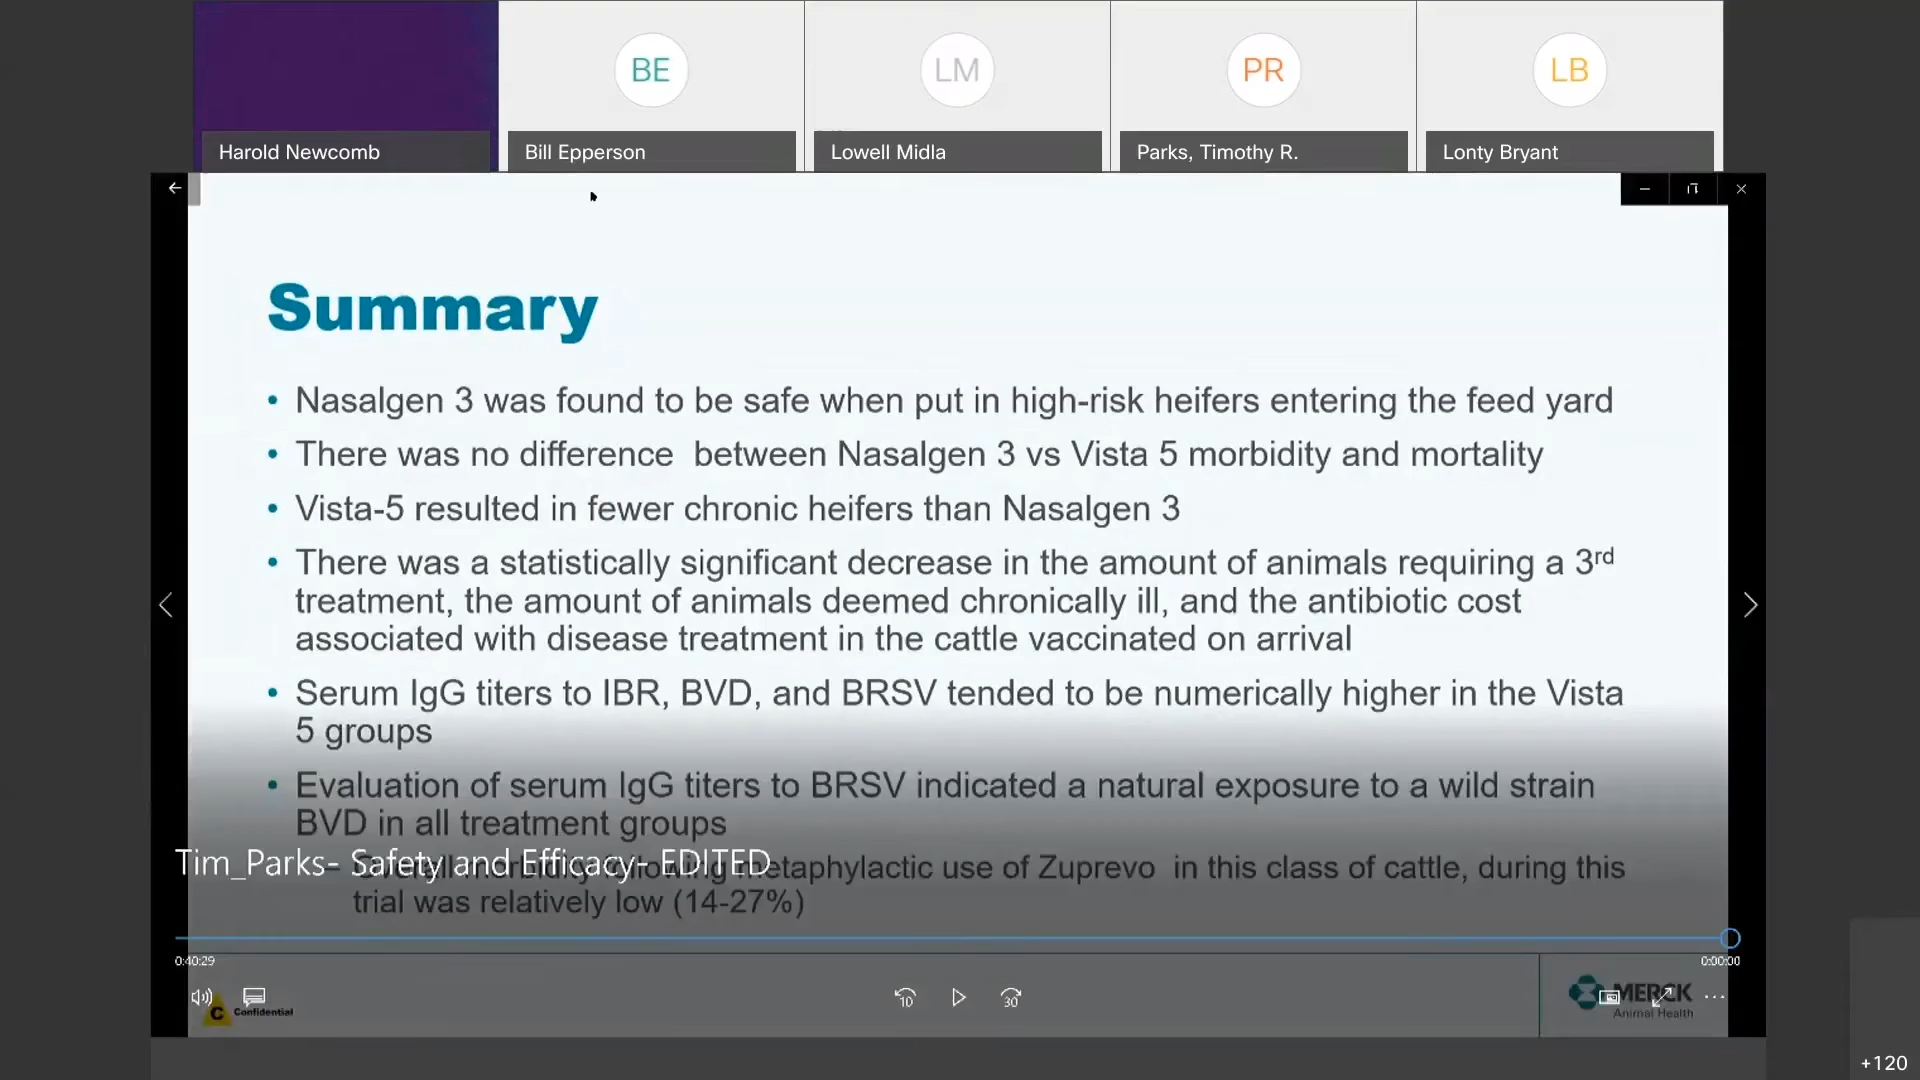 BE
LM
PR
LB
Harold Newcomb
Bill Epperson
Lowell Midla
Parks, Timothy R.
Lonty Bryant
Summary
• Nasalgen 3 was found to be safe when put in high-risk heifers entering the feed yard
• There was no difference between Nasalgen 3 vs Vista 5 morbidity and mortality
• Vista-5 resulted in fewer chronic heifers than Nasalgen 3
• There was a statistically significant decrease in the amount of animals requiring a 3rd
treatment, the amount of animals deemed chronically ill, and the antibiotic cost
associated with disease treatment in the cattle vaccinated on arrival
• Serum IgG titers to IBR, BVD, and BRSV tended to be numerically higher in the Vista
5 groups
• Evaluation of serum IgG titers to BRSV indicated a natural exposure to a wild strain
BVD in all treatment groups
Tim_Parks- Safety and Efficacy- EDITED
metaphylactic use of Zuprevo in this class of cattle, during this
trial was relatively low (14-27%)
0:40:29
0:00:00
10
30
C Confidential
MERCK
Animal Health
+120